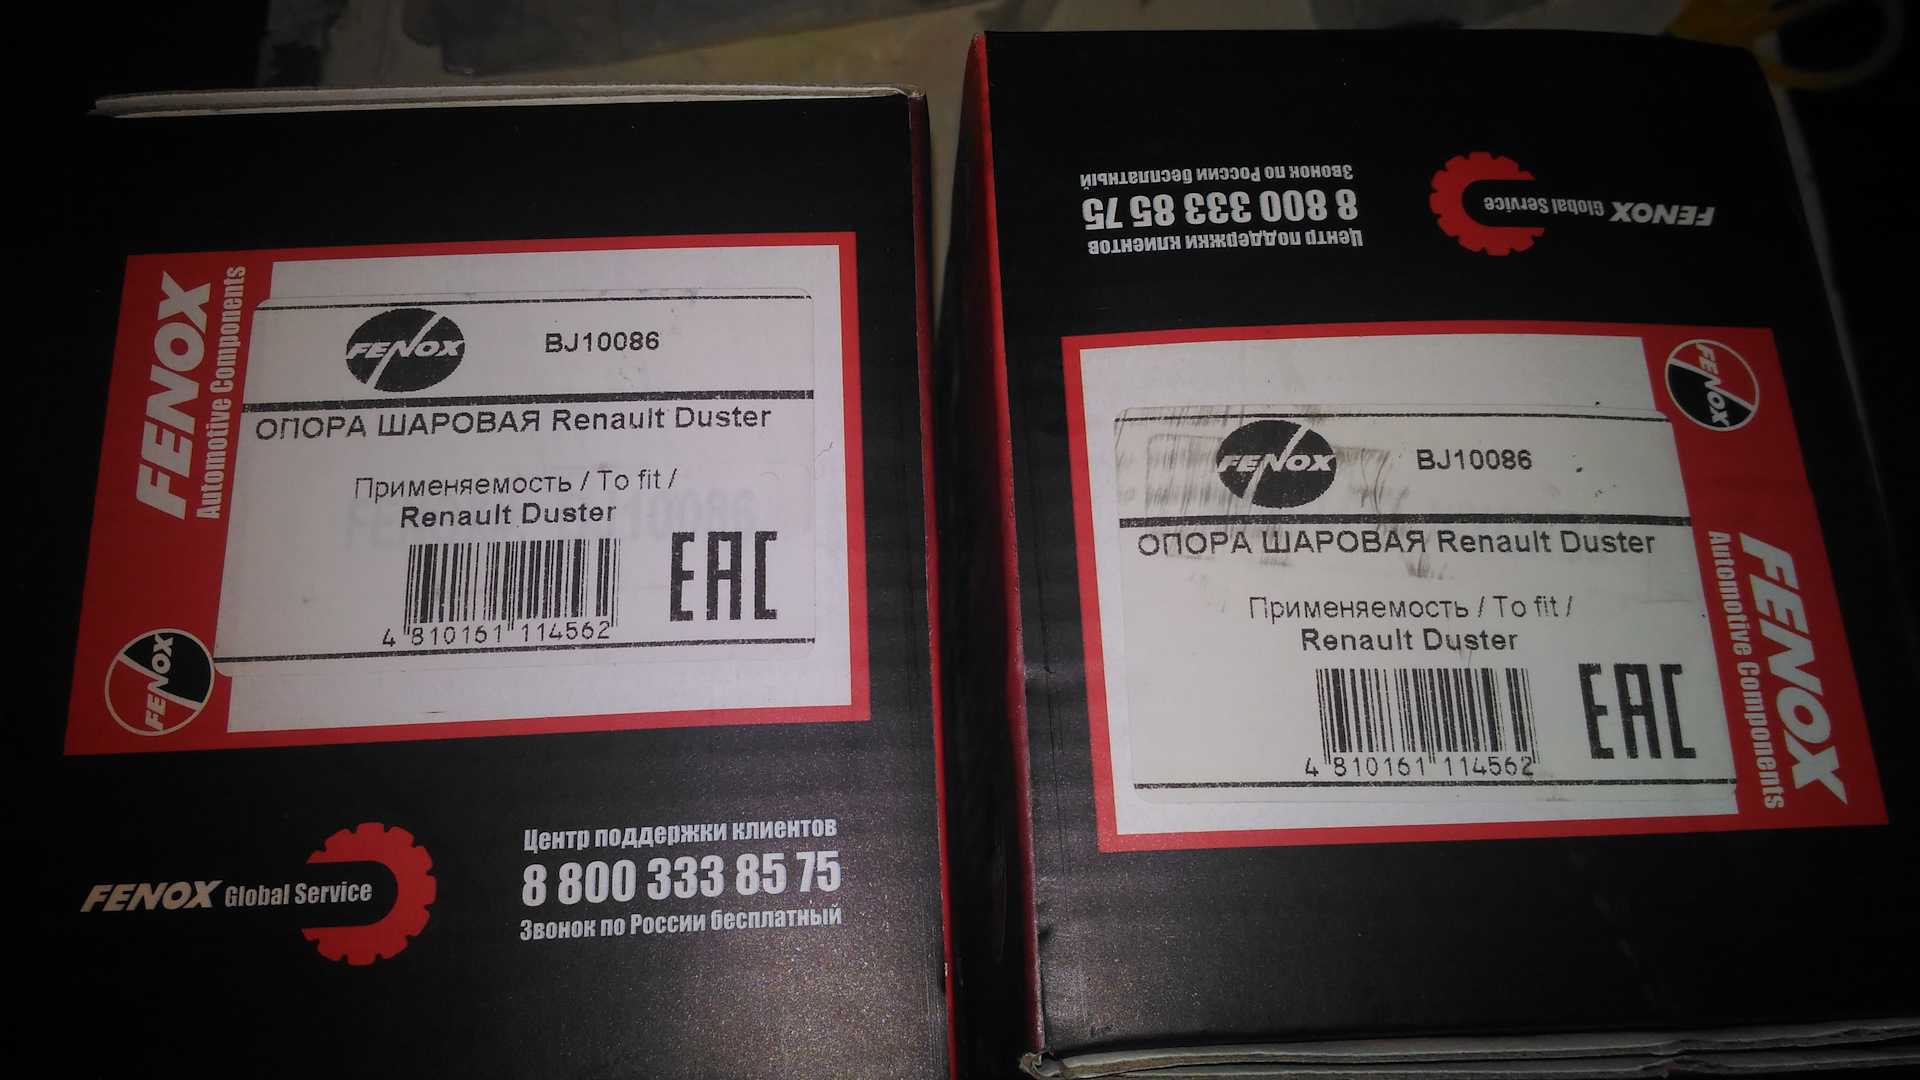 FENOX
Automotive Components
FENOX
FENOX
BJ10086
ОПОРА ШАРОВАЯ Renault Duster
Применяемость / To fit /
Renault Duster
4 810161 114562
EAC
FENOX Global Service
Центр поддержки клиентов
8 800 333 85 75
Звонок по России бесплатный
Центр поддержки клиентов
8 800 333 85 75
Звонок по России бесплатный
FENOX Global Service
FENOX
BJ10086
ОПОРА ШАРОВАЯ Renault Duster
Применяемость / To fit /
Renault Duster
4 810161 114562
EAC
FENOX
FENOX
Automotive Components